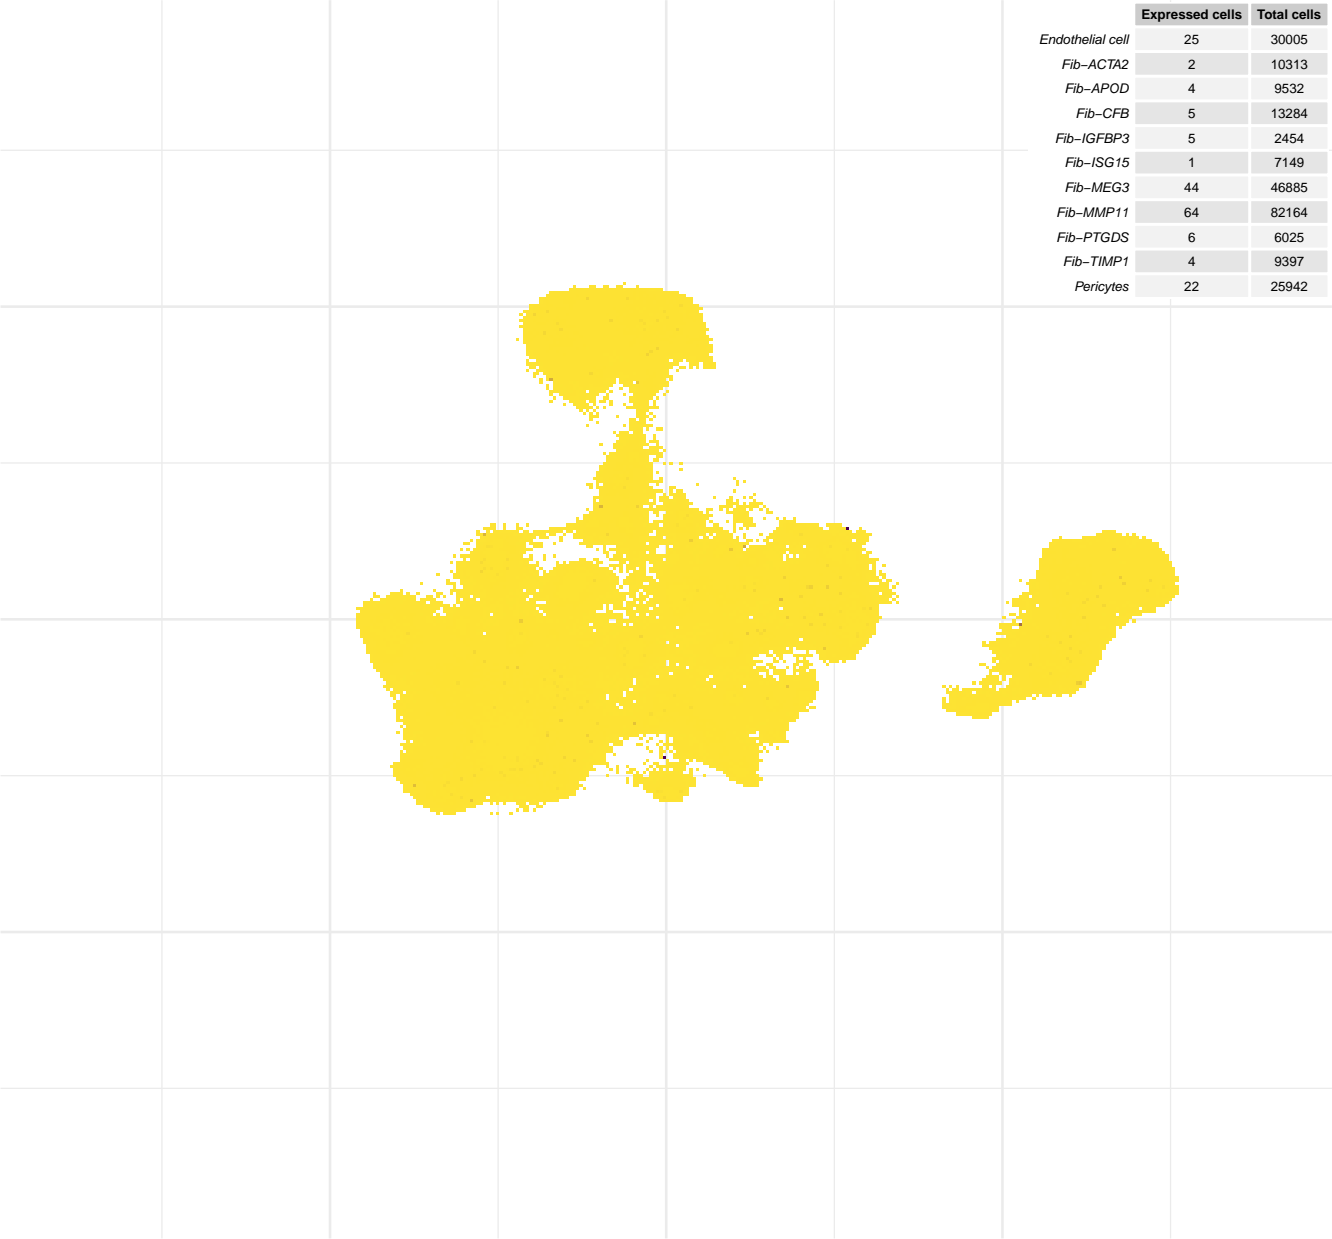 Expressed cells Total cells
Endothelial cell 25 30005
Fib−ACTA2 2 10313
Fib−APOD 4 9532
Fib−CFB 5 13284
Fib−IGFBP3 5 2454
Fib−ISG15 1 7149
Fib−MEG3 44 46885
Fib−MMP11 64 82164
Fib−PTGDS 6 6025
Fib−TIMP1 4 9397
Pericytes 22 25942